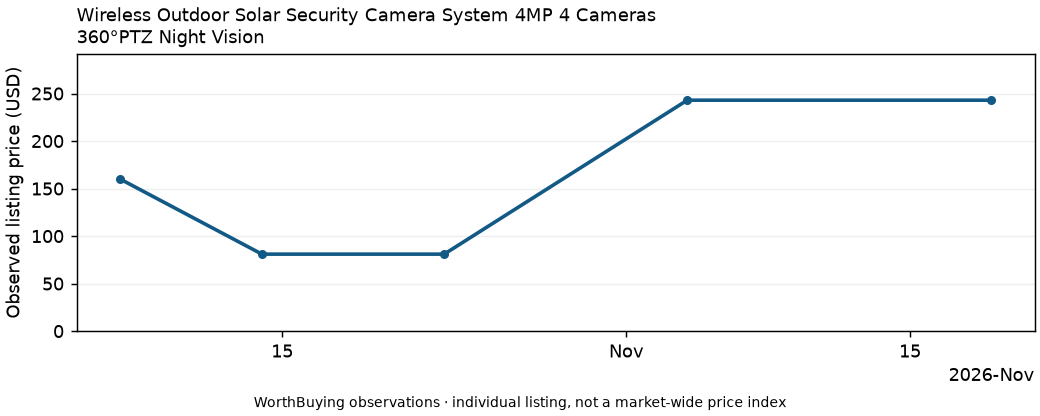 Wireless Outdoor Solar Security Camera System 4MP 4 Cameras
360°PTZ Night Vision
Observed listing price (USD)
250
200
150
100
50
0
15
Nov
15
2026-Nov
WorthBuying observations · individual listing, not a market-wide price index